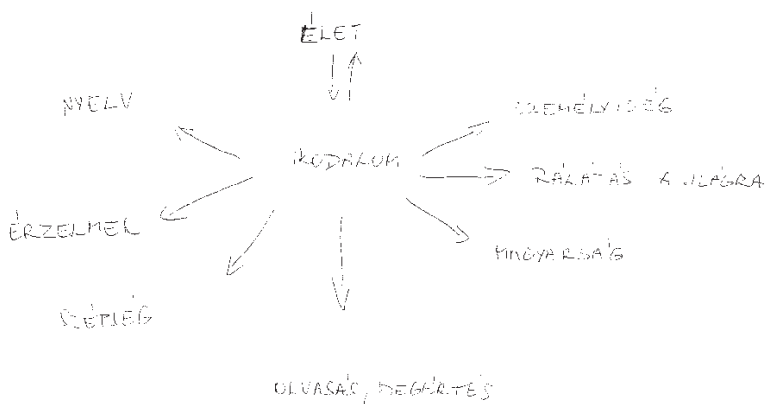 ÉLET
NYELV
SZEMÉLYISÉG
IRODALOM
RÁLÁTÁS A VILÁGRA
ÉRZELMEK
MAGYARSÁG
SZÉPSÉG
OLVASÁS, MEGÉRTÉS